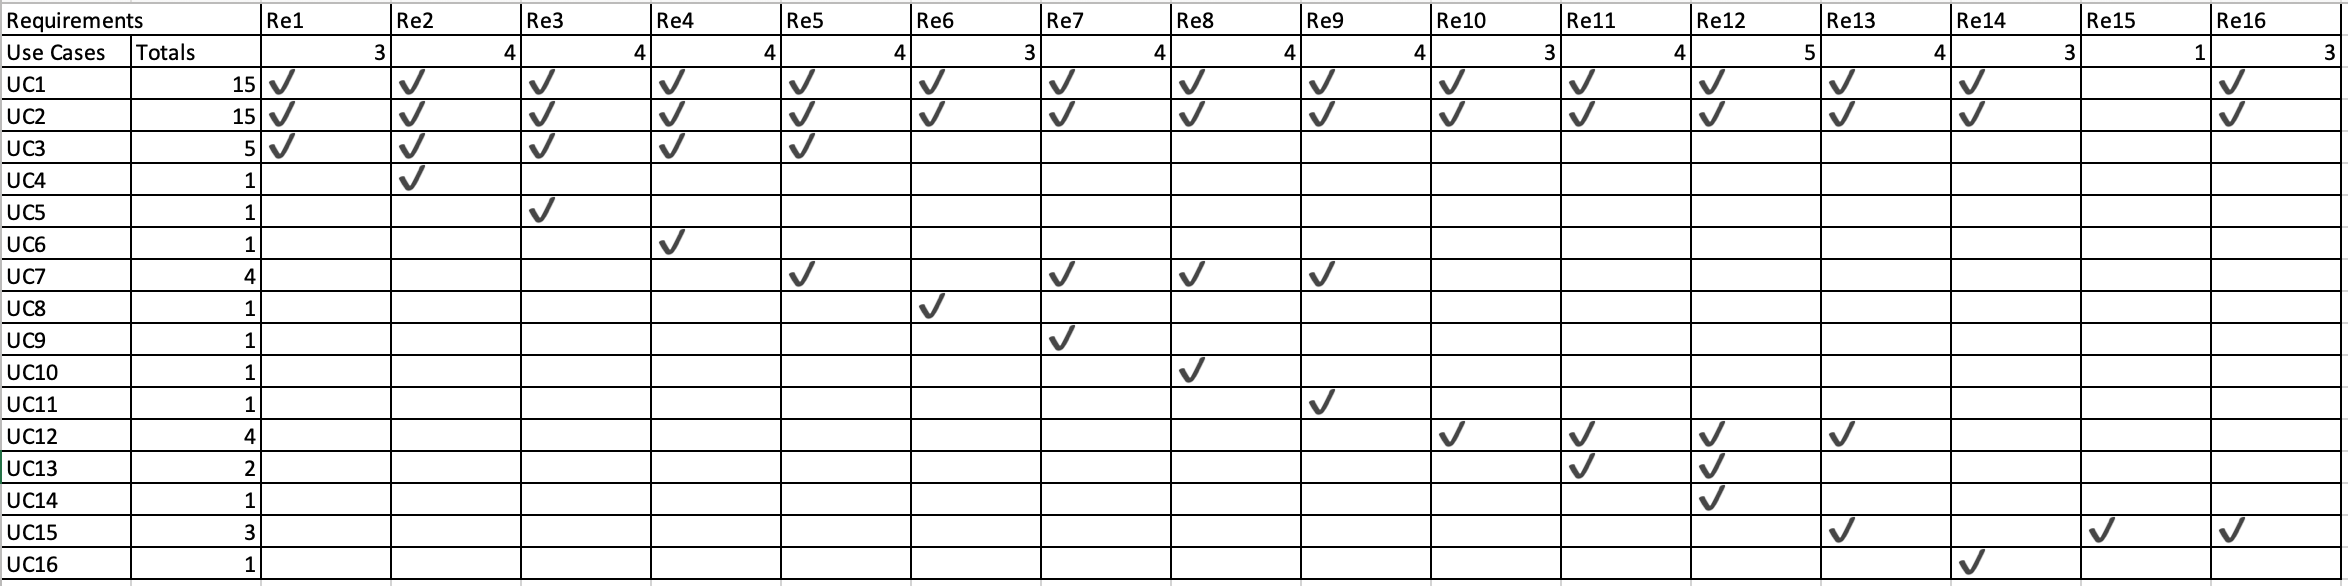 Requirements Re1 Re2 Re3 Re4 Re5 Re6 Re7 Re8 Re9 Re10 Re11 Re12 Re13 Re14 Re15 Re16
Use Cases Totals 3 4 4 4 4 3 4 4 4 3 4 5 4 3 1 3
UC1 15 ✓ ✓ ✓ ✓ ✓ ✓ ✓ ✓ ✓ ✓ ✓ ✓ ✓ ✓ ✓
UC2 15 ✓ ✓ ✓ ✓ ✓ ✓ ✓ ✓ ✓ ✓ ✓ ✓ ✓ ✓ ✓
UC3 5 ✓ ✓ ✓ ✓ ✓
UC4 1 ✓
UC5 1 ✓
UC6 1 ✓
UC7 4 ✓ ✓ ✓ ✓
UC8 1 ✓
UC9 1 ✓
UC10 1 ✓
UC11 1 ✓
UC12 4 ✓ ✓ ✓ ✓
UC13 2 ✓ ✓
UC14 1 ✓
UC15 3 ✓ ✓ ✓
UC16 1 ✓